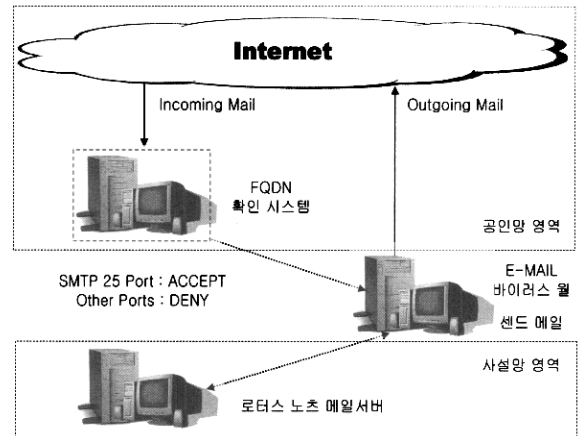 Internet
Incoming Mail
Outgoing Mail
FQDN
확인 시스템
공인망 영역
SMTP 25 Port : ACCEPT
Other Ports : DENY
E-MAIL
바이러스 월
센드 메일
사설망 영역
로터스 노츠 메일서버